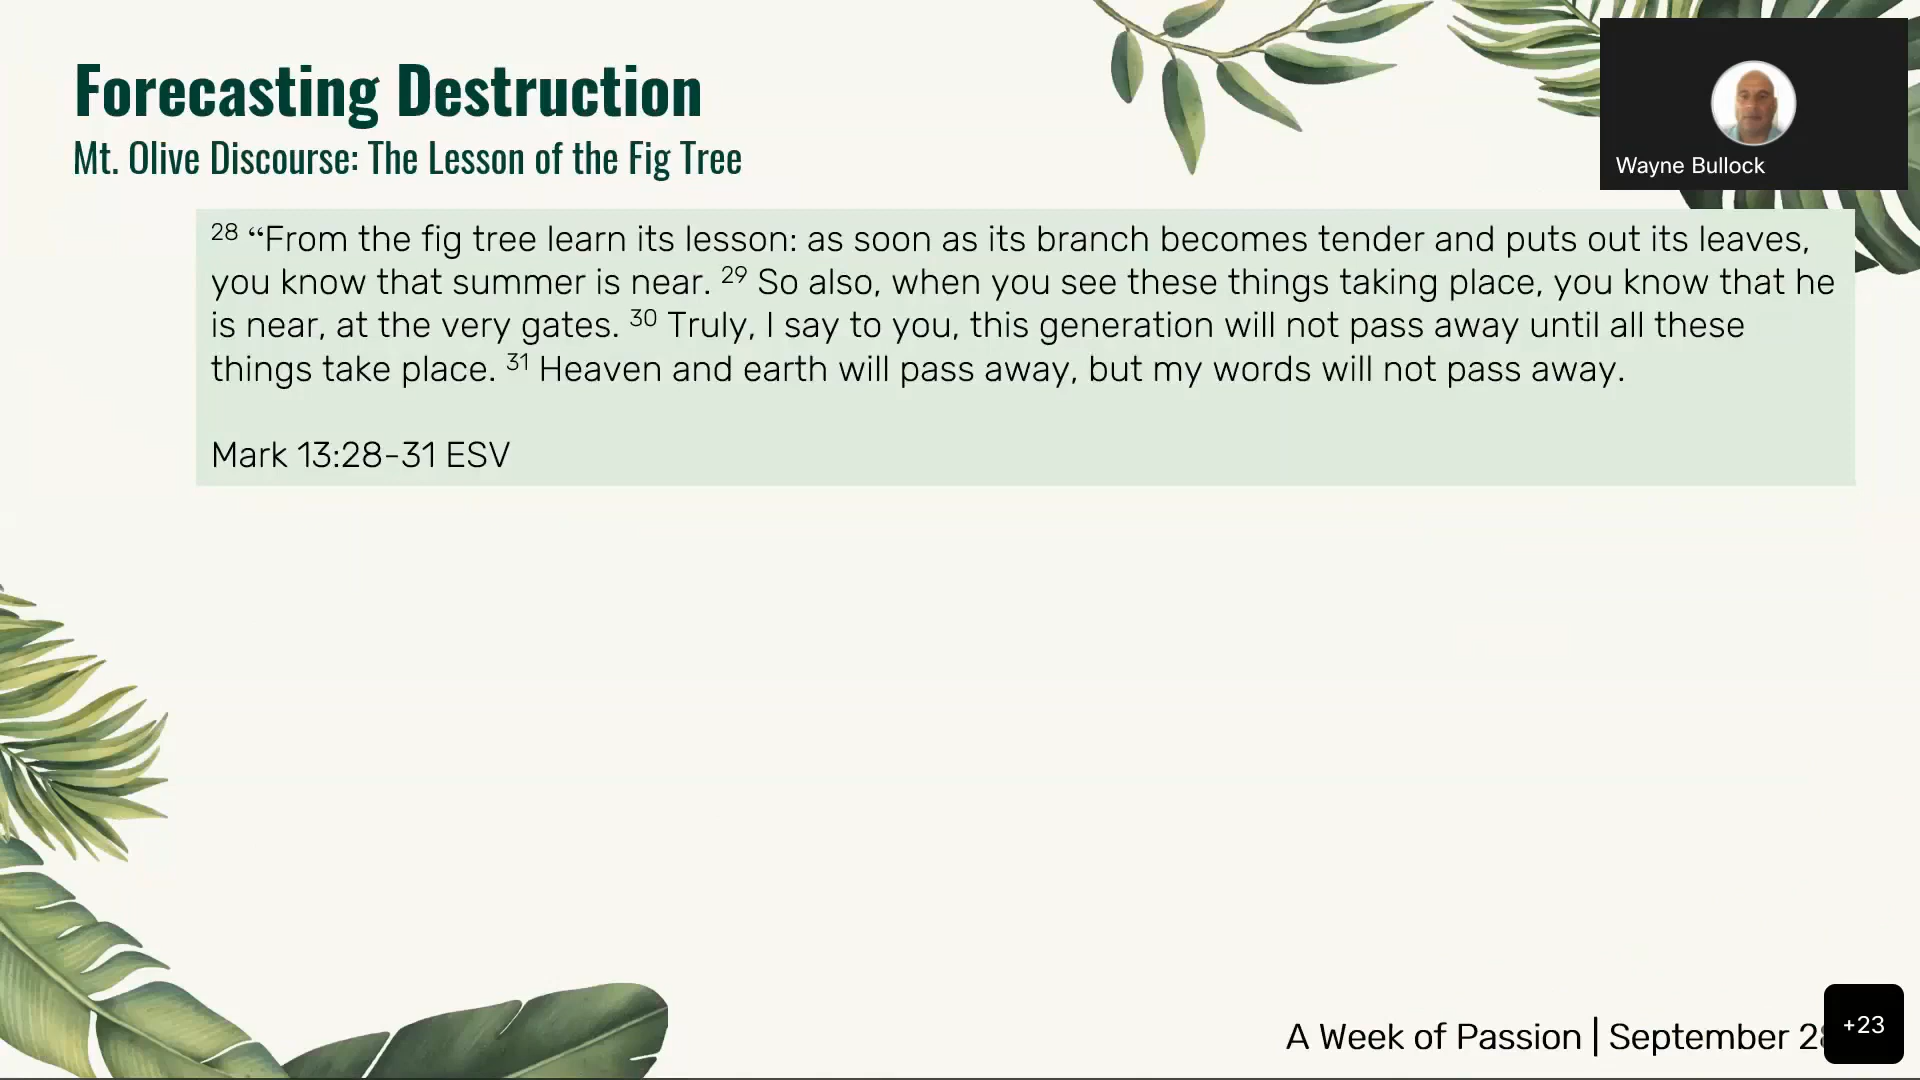 Forecasting Destruction
Mt. Olive Discourse: The Lesson of the Fig Tree
Wayne Bullock
28 “From the fig tree learn its lesson: as soon as its branch becomes tender and puts out its leaves,
you know that summer is near. 29 So also, when you see these things taking place, you know that he
is near, at the very gates. 30 Truly, I say to you, this generation will not pass away until all these
things take place. 31 Heaven and earth will pass away, but my words will not pass away.
Mark 13:28-31 ESV
A Week of Passion | September
+23